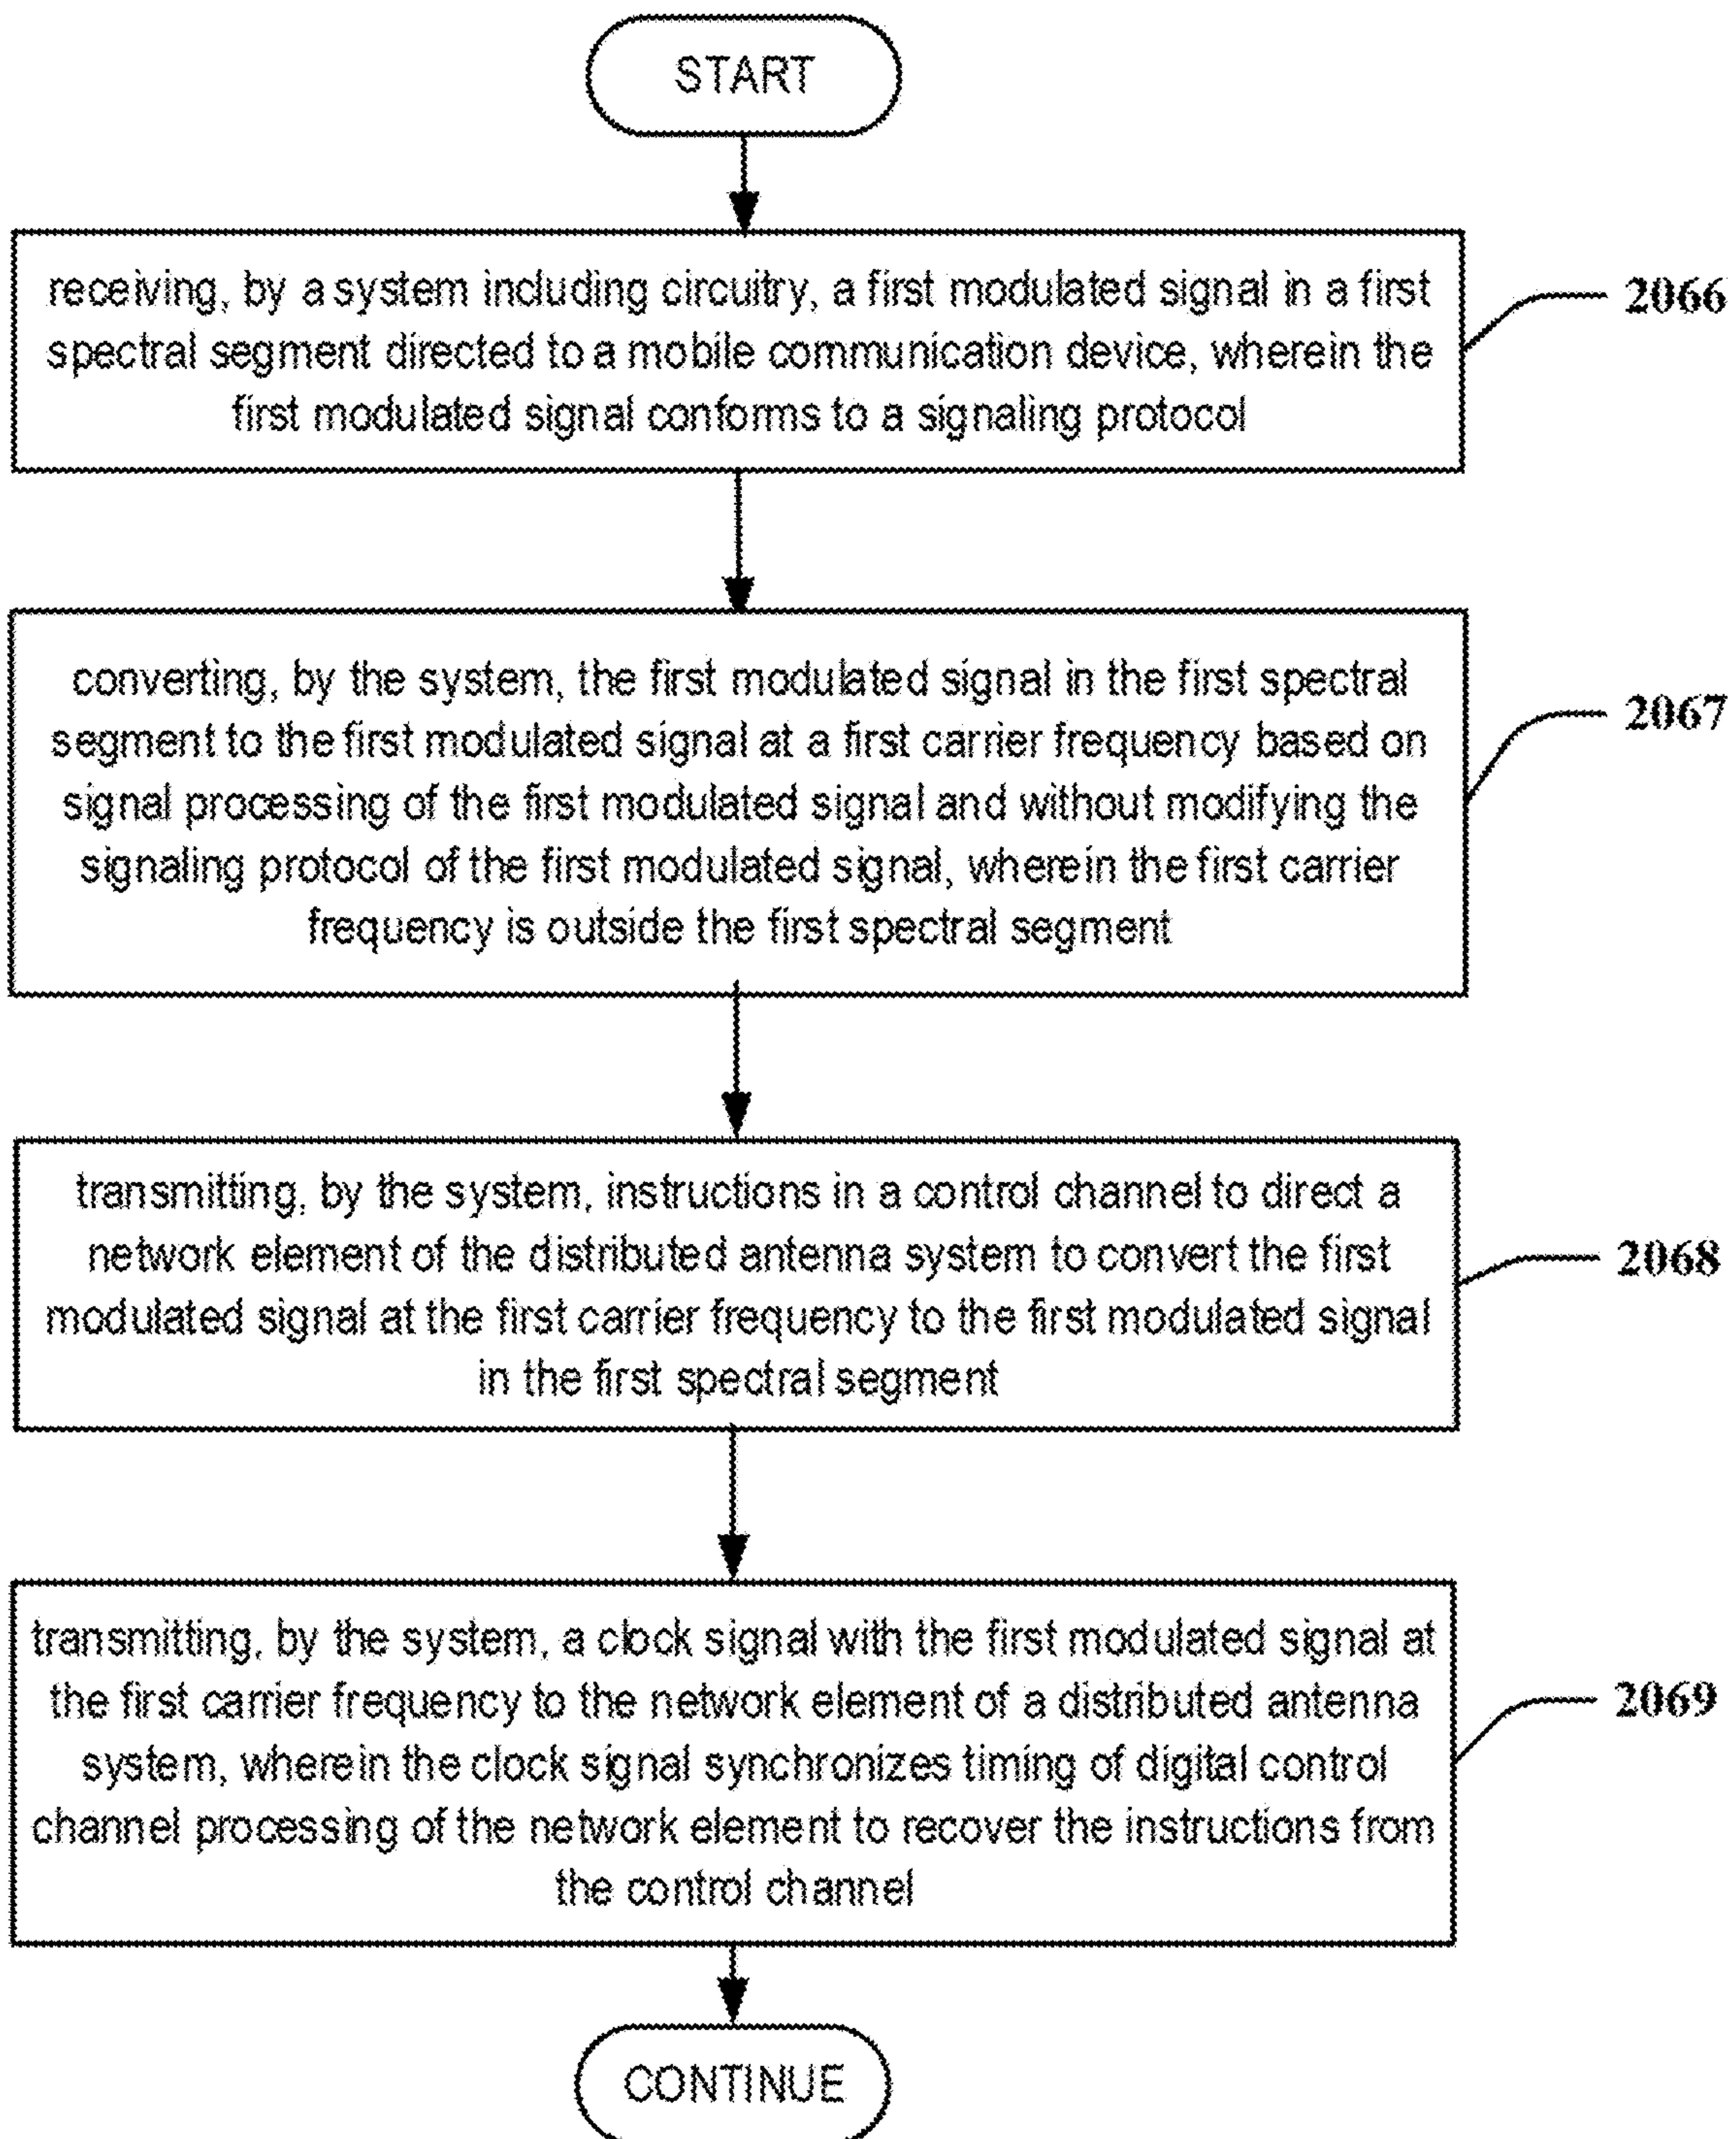 START
receiving, by a system including circuitry, a first modulated signal in a first
spectral segment directed to a mobile communication device, wherein the
first modulated signal conforms to a signaling protocol
2066
converting, by the system, the first modulated signal in the first spectral
segment to the first modulated signal at a first carrier frequency based on
signal processing of the first modulated signal and without modifying the
signaling protocol of the first modulated signal, wherein the first carrier
frequency is outside the first spectral segment
2067
transmitting, by the system, instructions in a control channel to direct a
network element of the distributed antenna system to convert the first
modulated signal at the first carrier frequency to the first modulated signal
in the first spectral segment
2068
transmitting, by the system, a clock signal with the first modulated signal at
the first carrier frequency to the network element of a distributed antenna
system, wherein the clock signal synchronizes timing of digital control
channel processing of the network element to recover the instructions from
the control channel
2069
CONTINUE